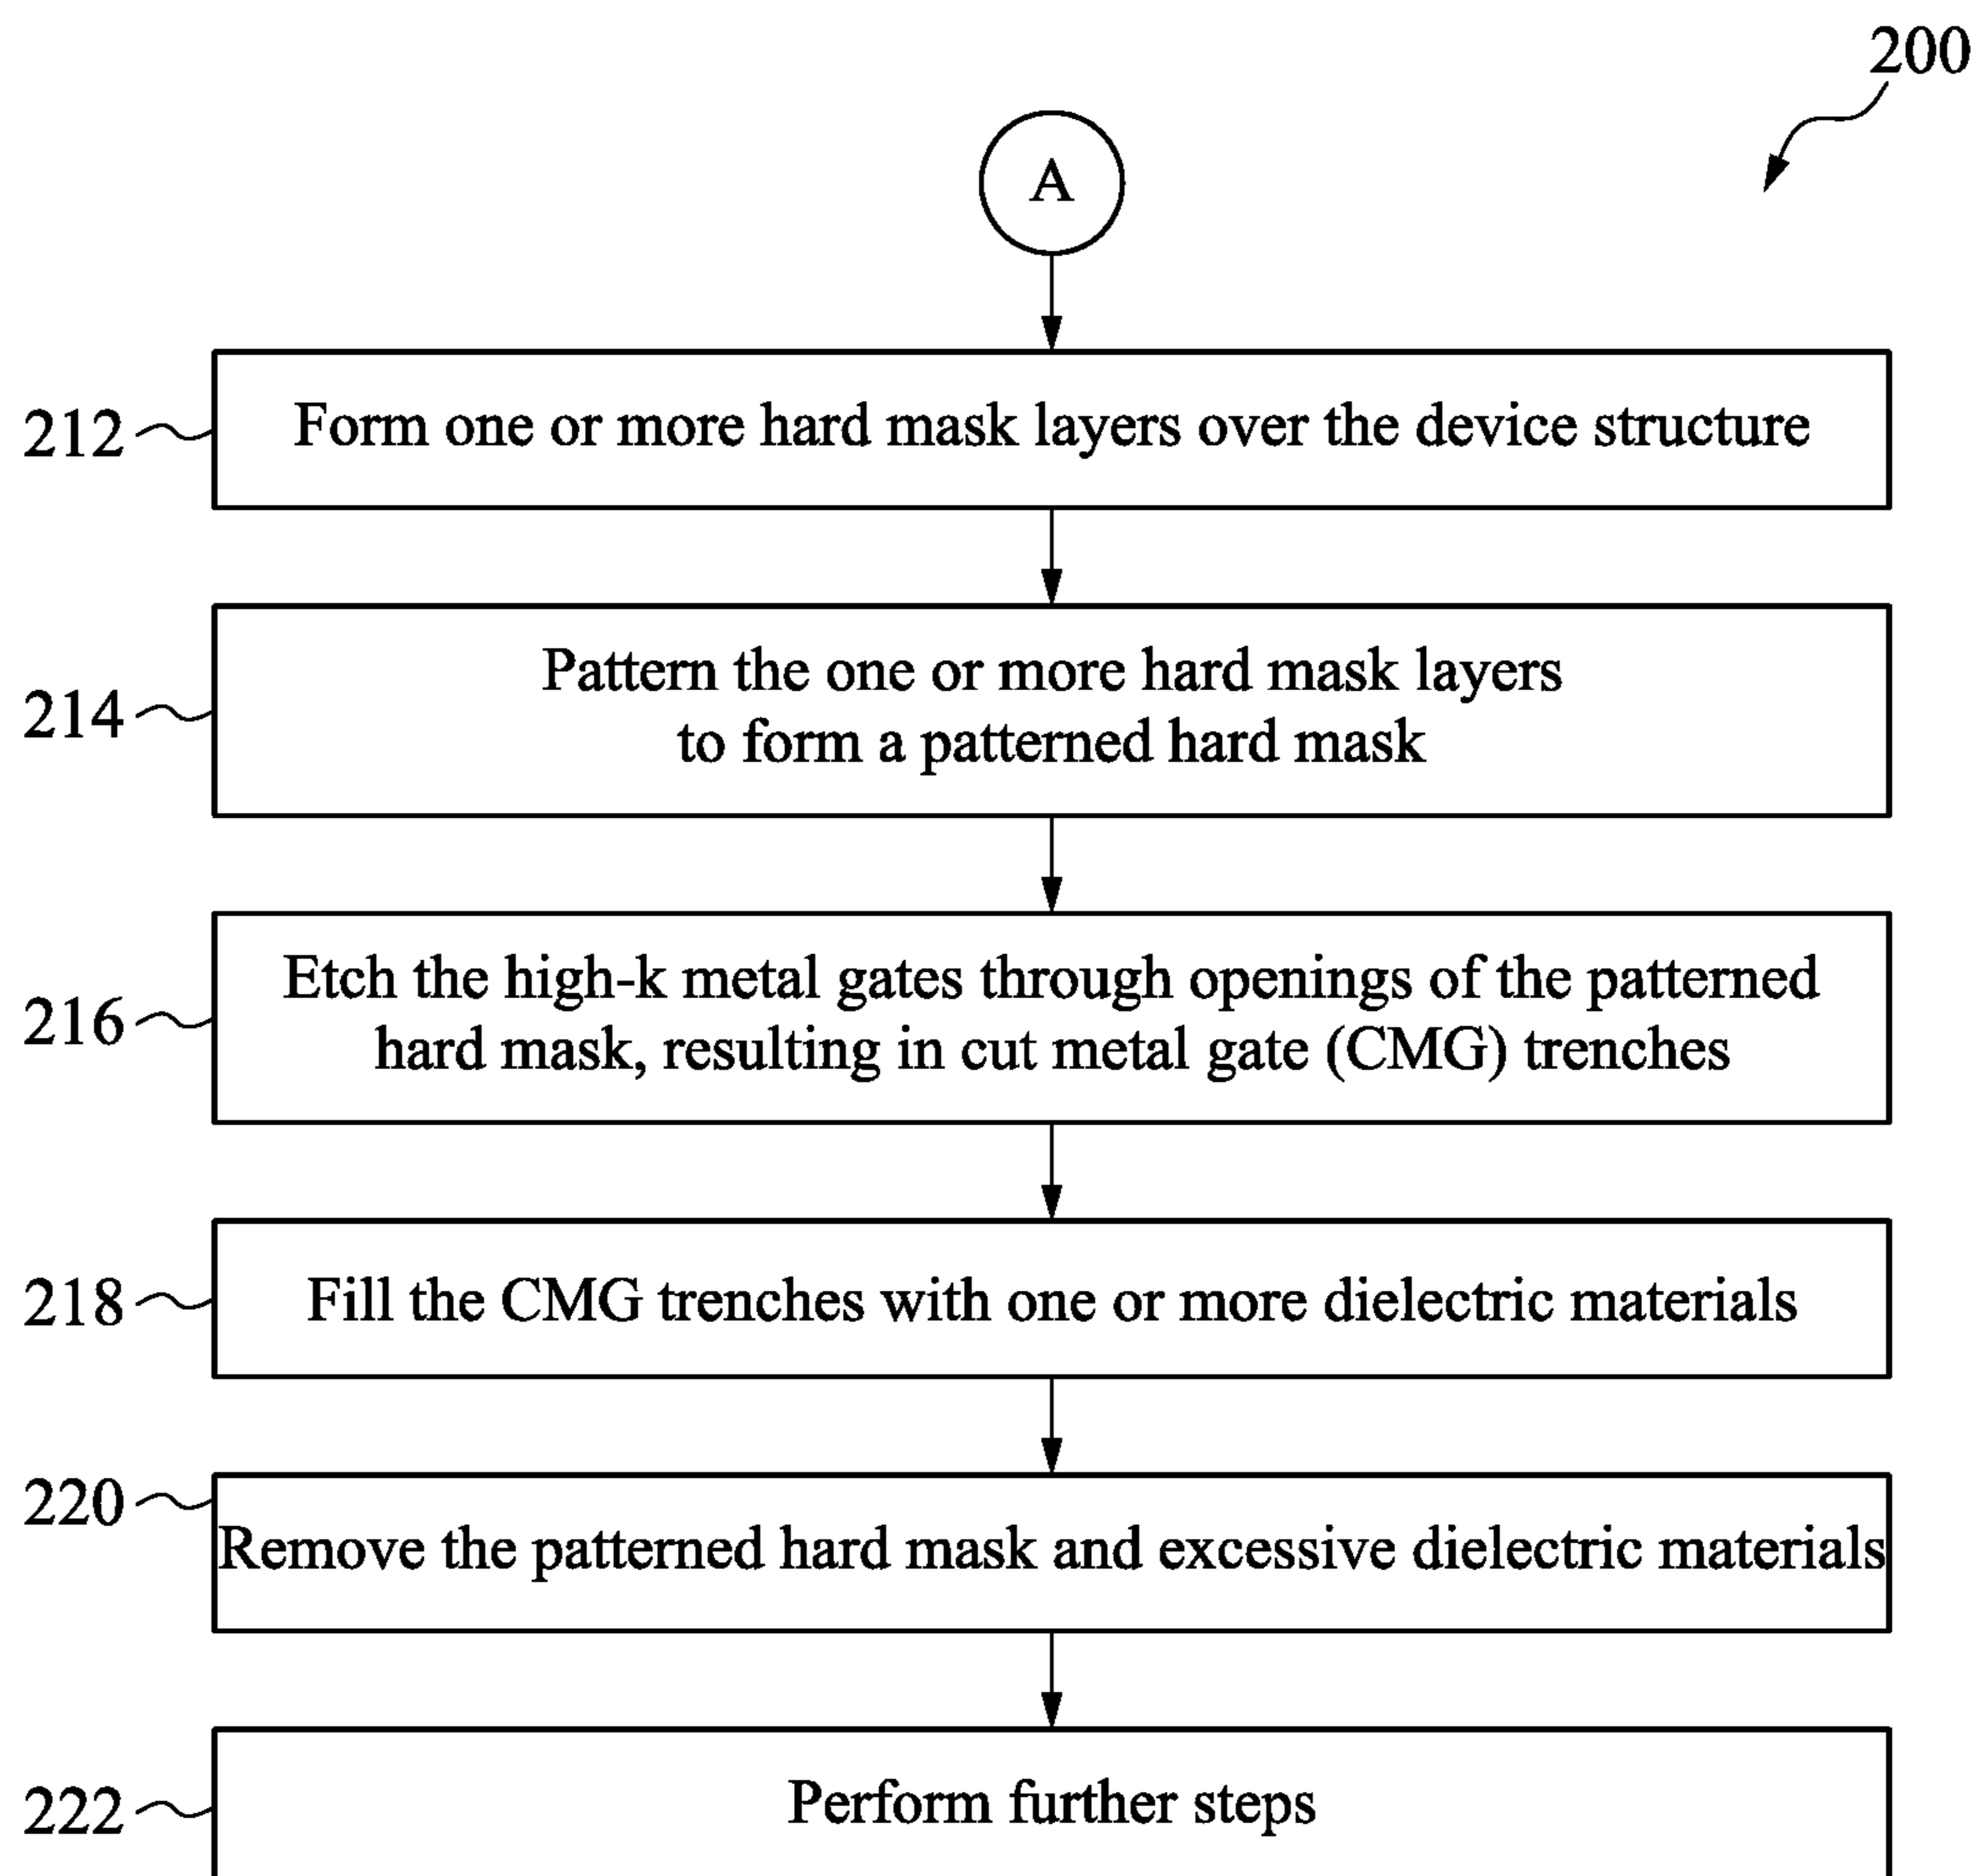 200
A
212
Form one or more hard mask layers over the device structure
214
Pattern the one or more hard mask layers
to form a patterned hard mask
216
Etch the high-k metal gates through openings of the patterned
hard mask, resulting in cut metal gate (CMG) trenches
218
Fill the CMG trenches with one or more dielectric materials
220
Remove the patterned hard mask and excessive dielectric materials
222
Perform further steps